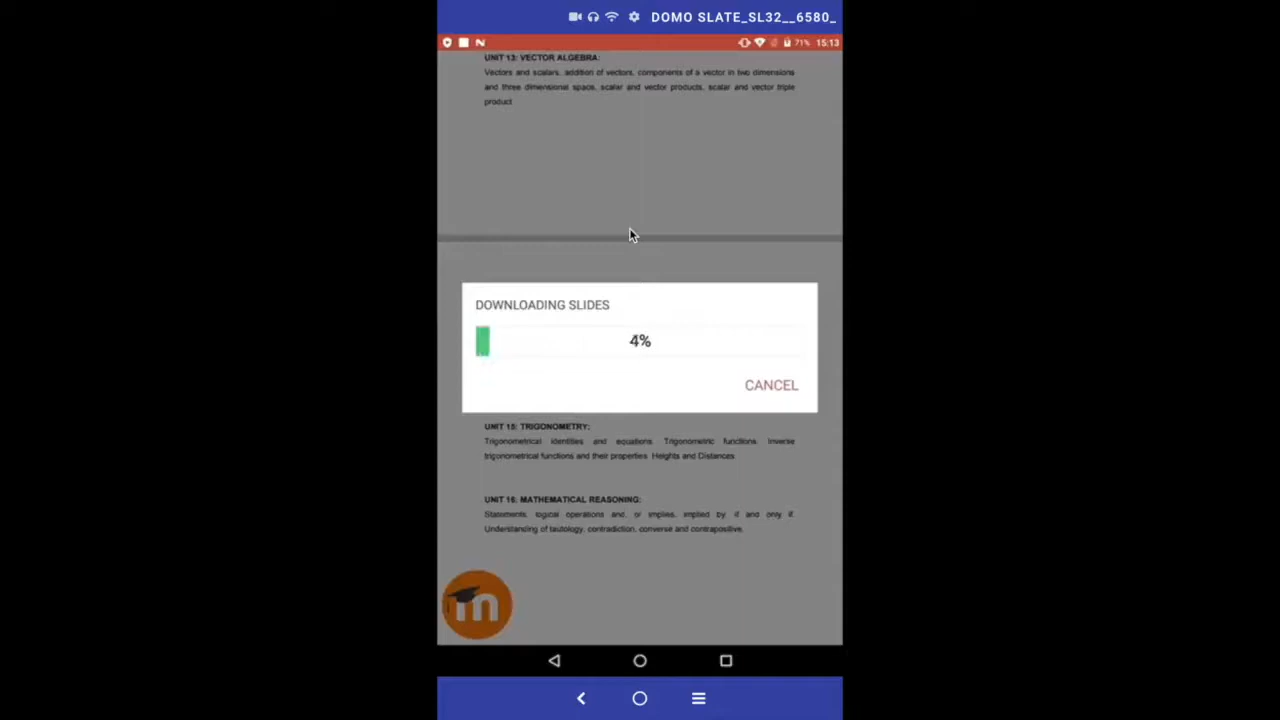 DOMO SLATE_SL32__6580_
71% 15:13
UNIT 13: VECTOR ALGEBRA:
Vectors and scalars, addition of vectors, components of a vector in two dimensions
and three dimensional space, scalar and vector products, scalar and vector triple
product
DOWNLOADING SLIDES
4%
CANCEL
UNIT 15: TRIGONOMETRY:
Trigonometrical identities and equations. Trigonometric functions. Inverse
trigonometrical functions and their properties. Heights and Distances
UNIT 16: MATHEMATICAL REASONING:
Statements, logical operations and, or implies, implied by, if and only if.
Understanding of tautology, contradiction, converse and contrapositive.
m